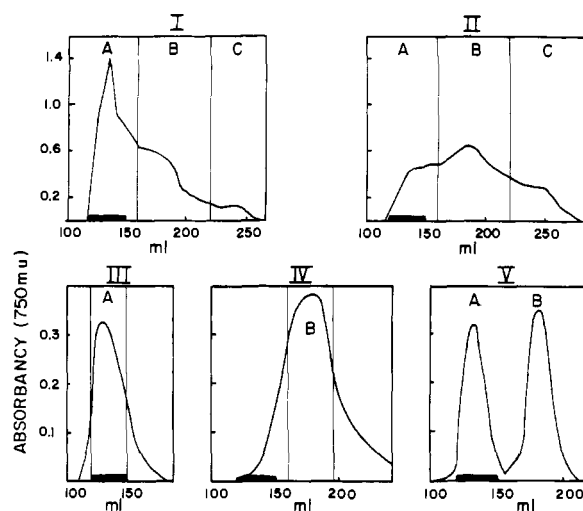 I II
A B C A B C
1.4
1.0
0.6
0.2
100 150 200 250 100 150 200 250
ml ml
III IV V
A B A B
0.3
0.2
0.1
100 150 100 150 200 100 150 200
ml ml ml
ABSORBANCY (750mu)